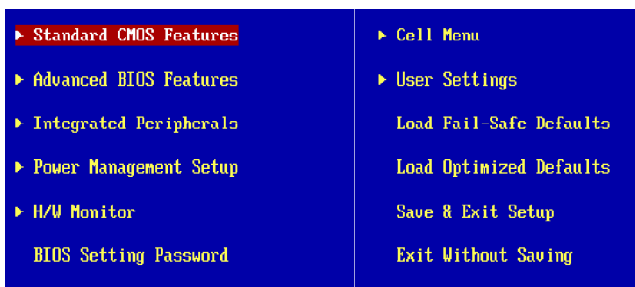 Standard CMOS Features
Advanced BIOS Features
Integrated Peripherals
Power Management Setup
H/W Monitor
BIOS Setting Password
Cell Menu
User Settings
Load Fail-Safe Defaults
Load Optimized Defaults
Save & Exit Setup
Exit Without Saving